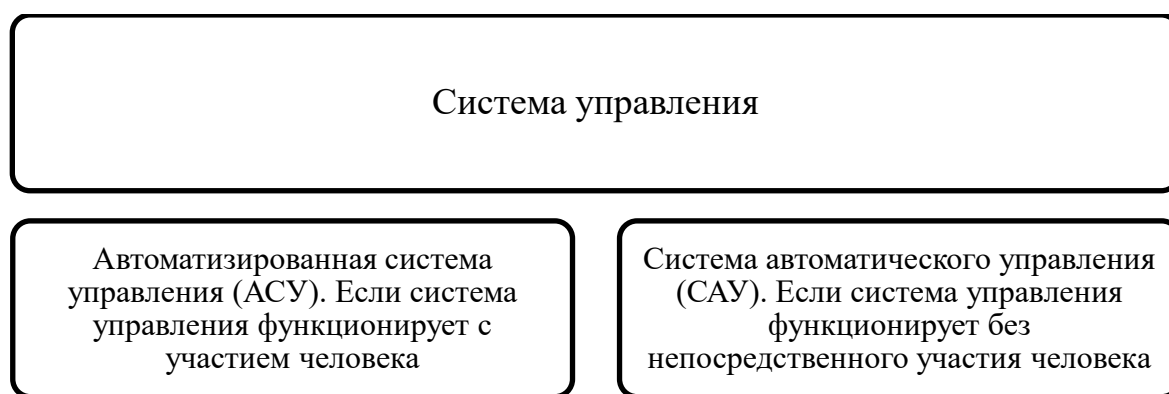 Система управления
Автоматизированная система
управления (АСУ). Если система
управления функционирует с
участием человека
Система автоматического управления
(САУ). Если система управления
функционирует без
непосредственного участия человека